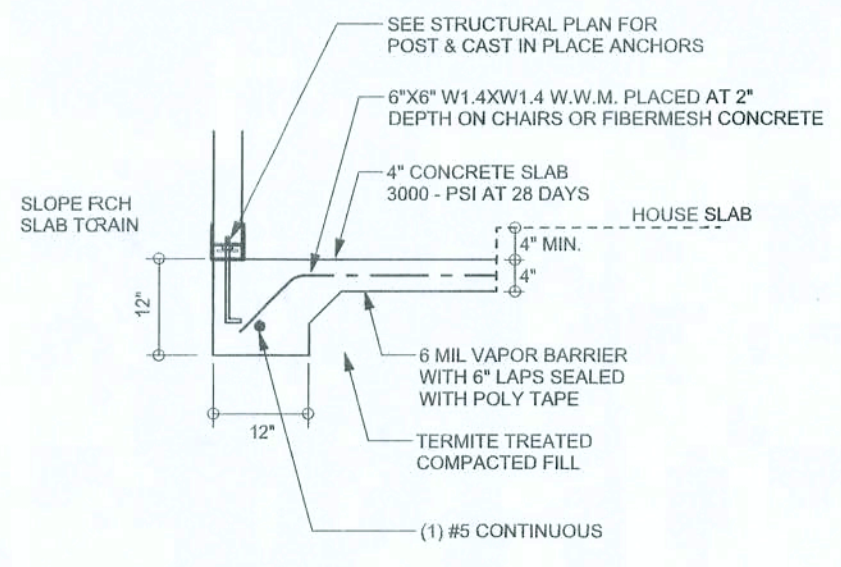 SEE STRUCTURAL PLAN FOR
POST & CAST IN PLACE ANCHORS
6"X6" W1.4XW1.4 W.W.M. PLACED AT 2"
DEPTH ON CHAIRS OR FIBERMESH CONCRETE
4" CONCRETE SLAB
3000 - PSI AT 28 DAYS
SLOPE RCH
SLAB TORAIN
HOUSE SLAB
4" MIN.
4"
12"
6 MIL VAPOR BARRIER
WITH 6" LAPS SEALED
WITH POLY TAPE
12"
TERMITE TREATED
COMPACTED FILL
(1) #5 CONTINUOUS